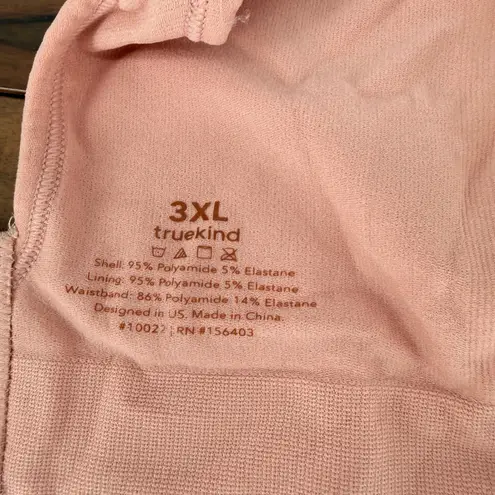 3XL
truekind
Shell: 95% Polyamide 5% Elastane
Lining: 95% Polyamide 5% Elastane
Waistband: 86% Polyamide 14% Elastane
Designed in US. Made in China.
#10022 | RN #156403